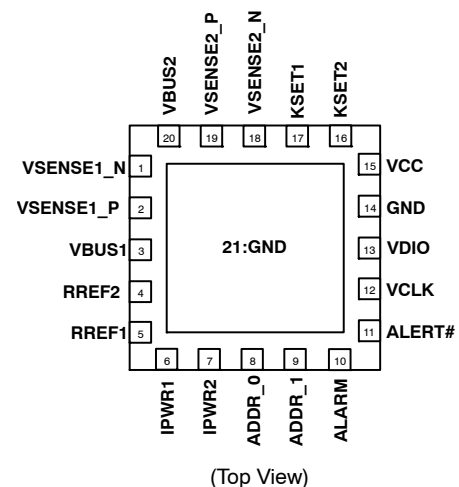 VBUS2
VSENSE2_P
VSENSE2_N
KSET1
KSET2
20
19
18
17
16
VSENSE1_N 1
VSENSE1_P 2
VBUS1 3
RREF2 4
RREF1 5
21:GND
15 VCC
14 GND
13 VDIO
12 VCLK
11 ALERT#
6
7
8
9
10
IPWR1
IPWR2
ADDR_0
ADDR_1
ALARM
(Top View)